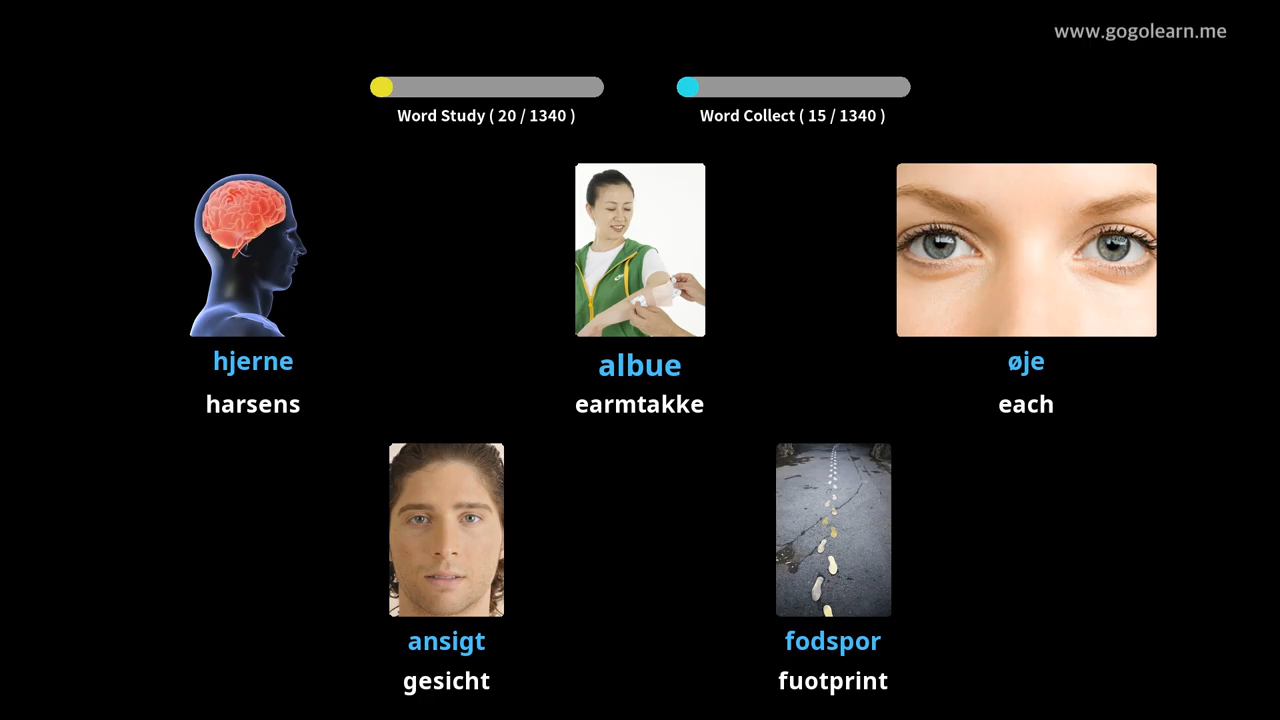 www.gogolearn.me
Word Study ( 20 / 1340 )
Word Collect ( 15 / 1340 )
hjerne
albue
øje
harsens
earmtakke
each
ansigt
fodspor
gesicht
fuotprint